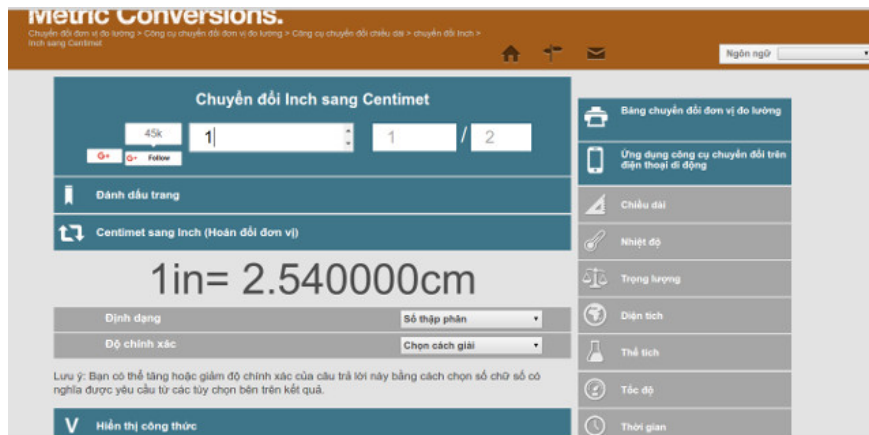 Metric Conversions.
Chuyển đổi đơn vị đo lường > Công cụ chuyển đổi đơn vị đo lường > Công cụ chuyển đổi chiều dài > chuyển đổi Inch >
Inch sang Centimet
Ngôn ngữ
Chuyển đổi Inch sang Centimet
45k
1
1 / 2
G+
G+ Follow
Đánh dấu trang
Centimet sang Inch (Hoán đổi đơn vị)
1in= 2.540000cm
Định dạng
Số thập phân
Độ chính xác
Chọn cách giải
Lưu ý: Bạn có thể tăng hoặc giảm độ chính xác của câu trả lời này bằng cách chọn số chữ số có
nghĩa được yêu cầu từ các tùy chọn bên trên kết quả.
V Hiển thị công thức
Bảng chuyển đổi đơn vị đo lường
Ứng dụng công cụ chuyển đổi trên
điện thoại di động
Chiều dài
Nhiệt độ
Trọng lượng
Diện tích
Thể tích
Tốc độ
Thời gian